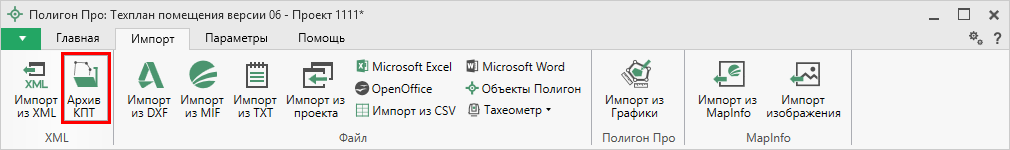 Полигон Про: Техплан помещения версии 06 - Проект 1111*
Главная Импорт Параметры Помощь ?
XML
Импорт из XML
Архив КПТ
Импорт из DXF
Импорт из MIF
Импорт из TXT
Импорт из проекта
Microsoft Excel
OpenOffice
Импорт из CSV
Microsoft Word
Объекты Полигон
Тахеометр
Импорт из Графики
Импорт из MapInfo
Импорт изображения
XML
Файл
Полигон Про
MapInfo